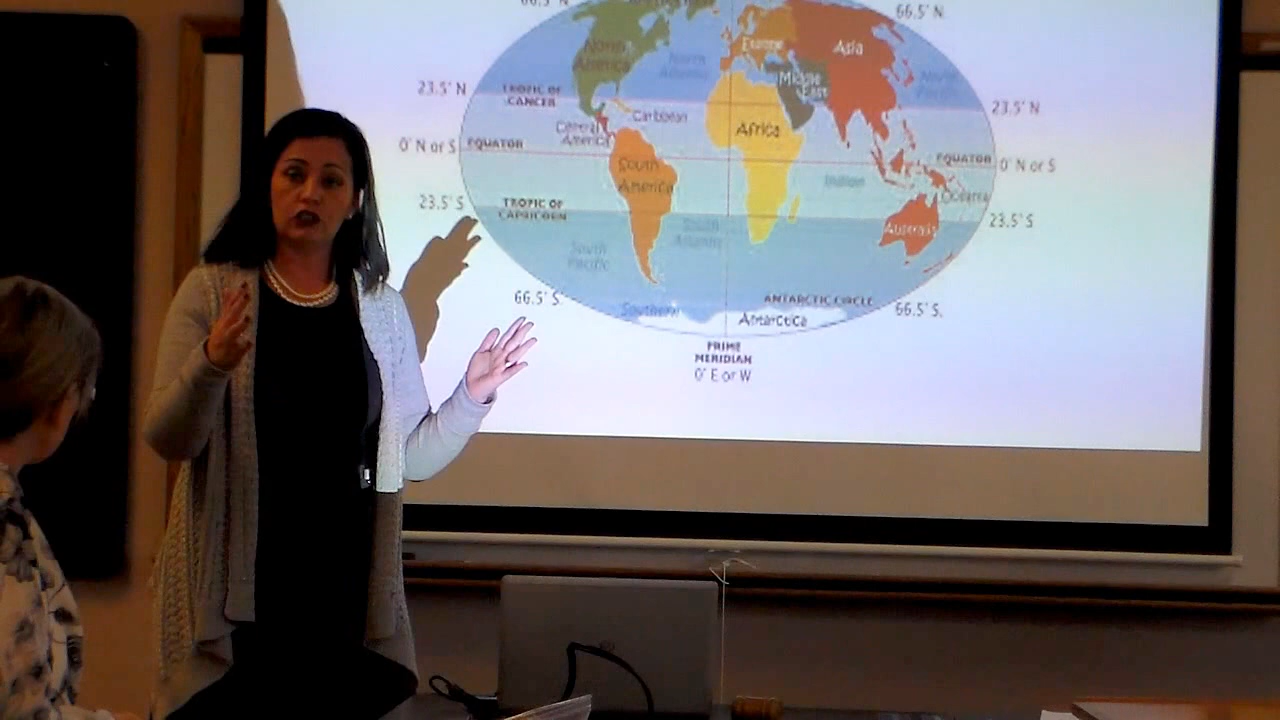 66.5° N
66.5° N
North
America
Europe
Asia
North
Atlantic
Middle
East
23.5° N
TROPIC OF
CANCER
23.5° N
Caribbean
Central
America
Africa
0° N or S
EQUATOR
EQUATOR
0° N or S
South
America
Indian
Oceania
23.5° S
TROPIC OF
CAPRICORN
23.5° S
Australia
South
Atlantic
South
Pacific
66.5° S.
ANTARCTIC CIRCLE
66.5° S.
Southern
Antarctica
PRIME
MERIDIAN
0° E or W